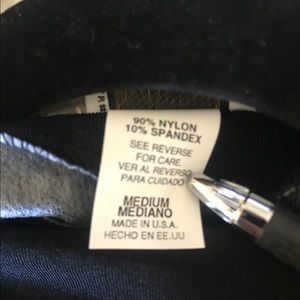 90% NYLON
10% SPANDEX
SEE REVERSE
FOR CARE
VER AL REVERSO
PARA CUIDADO
MEDIUM
MEDIANO
MADE IN U.S.A.
HECHO EN EE.UU